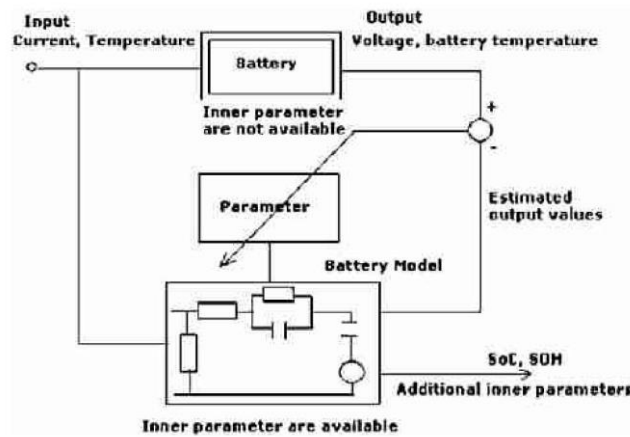 Input
Current, Temperature
Output
Voltage, battery temperature
Battery
Inner parameter
are not available
+
-
Parameter
Estimated
output values
Battery Model
SoC, SOH
Additional inner parameters
Inner parameter are available